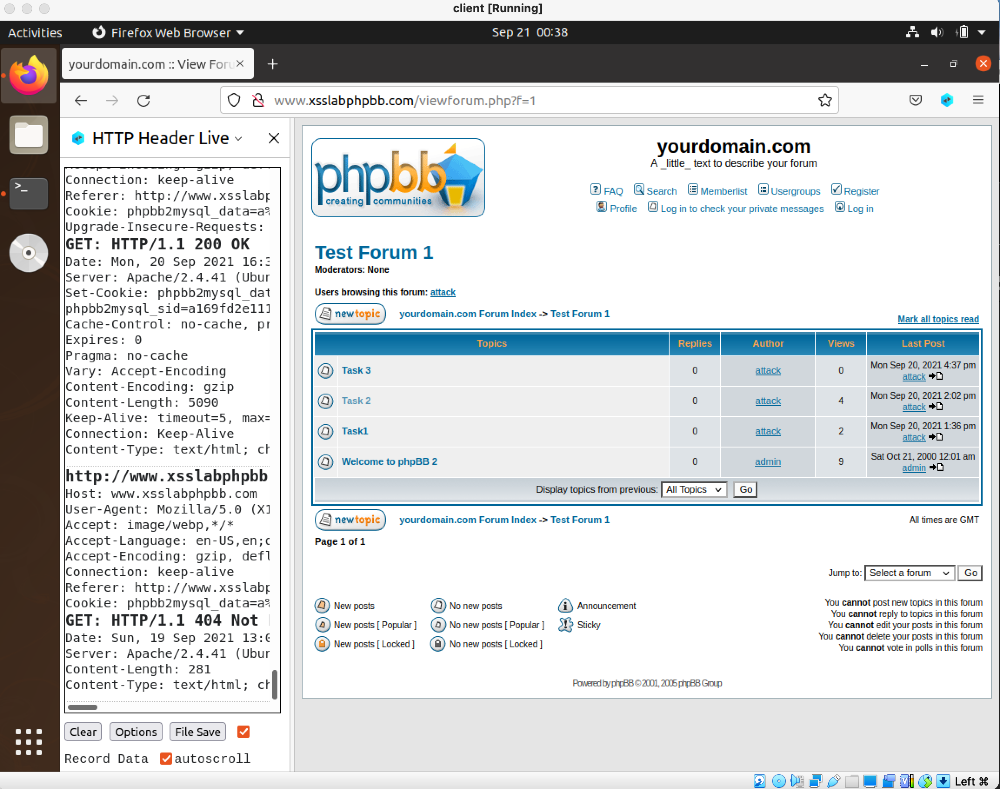 client [Running]
Activities
Firefox Web Browser
Sep 21 00:38
yourdomain.com :: View Foru
www.xsslabphpbb.com/viewforum.php?f=1
HTTP Header Live
Connection: keep-alive
Referer: http://www.xsslabp
Cookie: phpbb2mysql_data=a%
Upgrade-Insecure-Requests:
GET: HTTP/1.1 200 OK
Date: Mon, 20 Sep 2021 16:3
Server: Apache/2.4.41 (Ubun
Set-Cookie: phpbb2mysql_dat
phpbb2mysql_sid=a169fd2e111
Cache-Control: no-cache, pr
Expires: 0
Pragma: no-cache
Vary: Accept-Encoding
Content-Encoding: gzip
Content-Length: 5090
Keep-Alive: timeout=5, max=
Connection: Keep-Alive
Content-Type: text/html; ch
http://www.xsslabphpbb
Host: www.xsslabphpbb.com
User-Agent: Mozilla/5.0 (X1
Accept: image/webp,*/*
Accept-Language: en-US,en;q
Accept-Encoding: gzip, defl
Connection: keep-alive
Referer: http://www.xsslabp
Cookie: phpbb2mysql_data=a%
GET: HTTP/1.1 404 Not
Date: Sun, 19 Sep 2021 13:0
Server: Apache/2.4.41 (Ubun
Content-Length: 281
Content-Type: text/html; ch
Clear Options File Save
Record Data autoscroll
phpbb
creating communities
yourdomain.com
A _little_ text to describe your forum
FAQ Search Memberlist Usergroups Register
Profile Log in to check your private messages Log in
Test Forum 1
Moderators: None
Users browsing this forum: attack
newtopic yourdomain.com Forum Index -> Test Forum 1
Mark all topics read
Topics Replies Author Views Last Post
Task 3 0 attack 0 Mon Sep 20, 2021 4:37 pm
attack
Task 2 0 attack 4 Mon Sep 20, 2021 2:02 pm
attack
Task1 0 attack 2 Mon Sep 20, 2021 1:36 pm
attack
Welcome to phpBB 2 0 admin 9 Sat Oct 21, 2000 12:01 am
admin
Display topics from previous: All Topics Go
newtopic yourdomain.com Forum Index -> Test Forum 1 All times are GMT
Page 1 of 1
Jump to: Select a forum Go
New posts No new posts Announcement
New posts [ Popular ] No new posts [ Popular ] Sticky
New posts [ Locked ] No new posts [ Locked ]
You cannot post new topics in this forum
You cannot reply to topics in this forum
You cannot edit your posts in this forum
You cannot delete your posts in this forum
You cannot vote in polls in this forum
Powered by phpBB © 2001, 2005 phpBB Group
Left ⌘